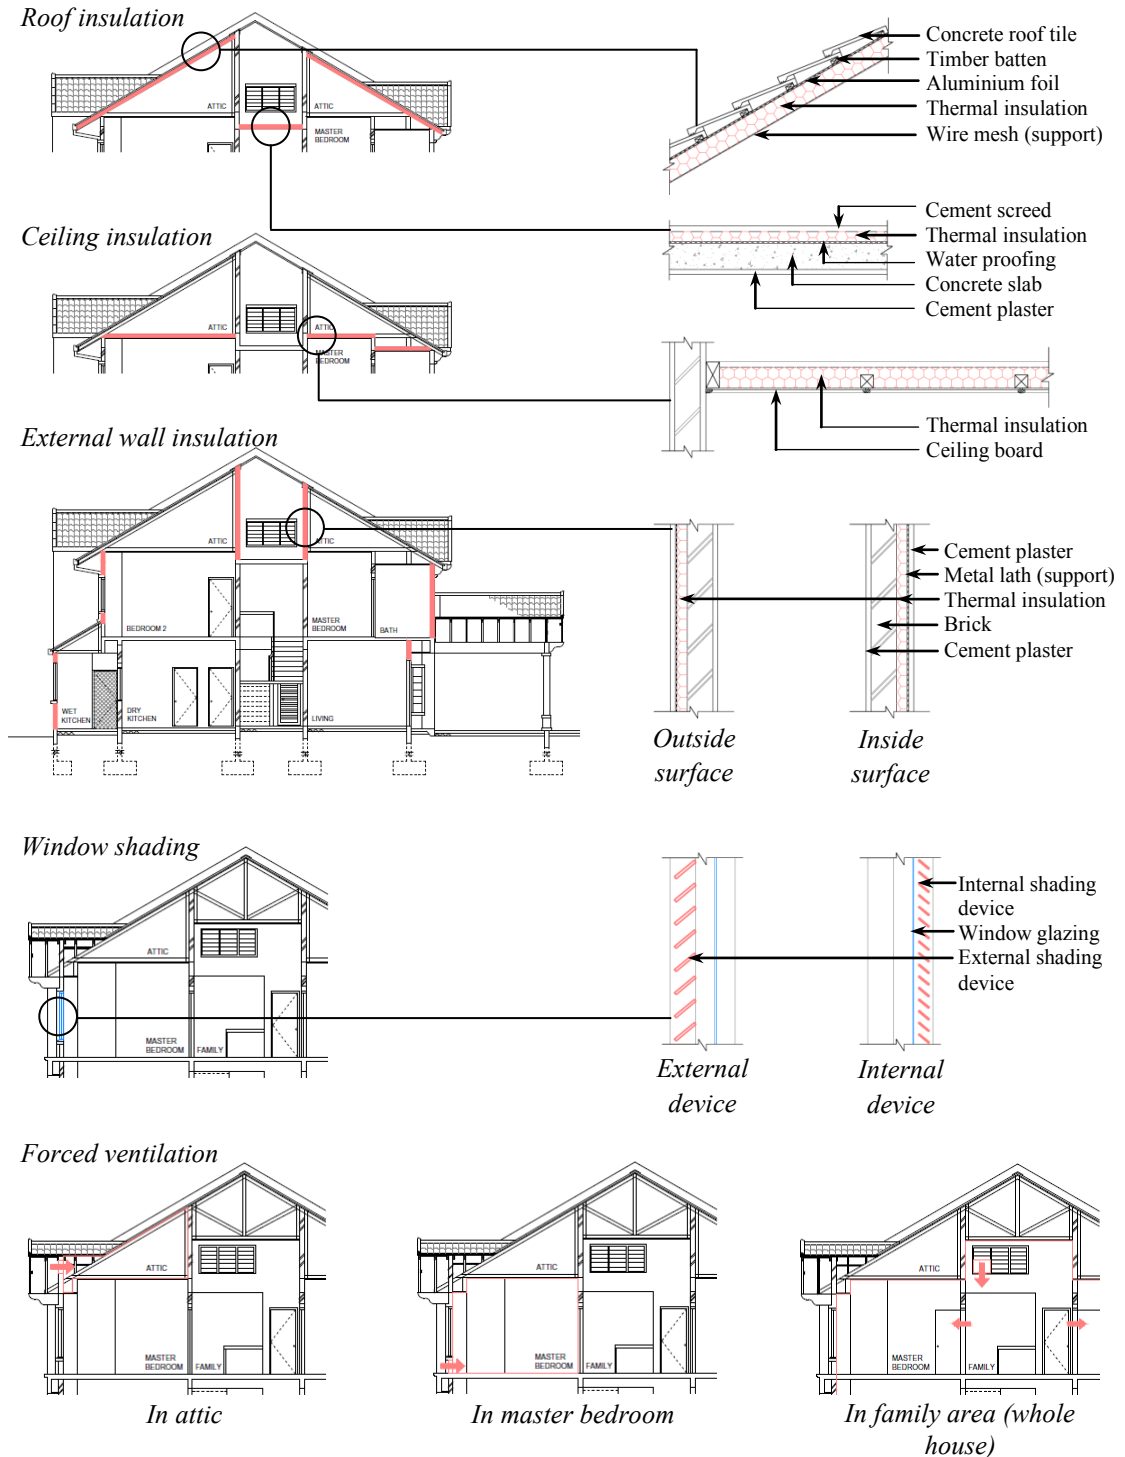 Roof insulation
ATTIC
ATTIC
MASTER
BEDROOM
Concrete roof tile
Timber batten
Aluminium foil
Thermal insulation
Wire mesh (support)
Cement screed
Thermal insulation
Water proofing
Concrete slab
Cement plaster
Ceiling insulation
ATTIC
ATTIC
MASTER
BEDROOM
Thermal insulation
Ceiling board
External wall insulation
ATTIC
ATTIC
BEDROOM 2
MASTER
BEDROOM
BATH
WET
KITCHEN
DRY
KITCHEN
LIVING
Cement plaster
Metal lath (support)
Thermal insulation
Brick
Cement plaster
Outside
surface
Inside
surface
Window shading
ATTIC
MASTER
BEDROOM
FAMILY
Internal shading
device
Window glazing
External shading
device
External
device
Internal
device
Forced ventilation
ATTIC
MASTER
BEDROOM
FAMILY
In attic
ATTIC
MASTER
BEDROOM
FAMILY
In master bedroom
ATTIC
MASTER
BEDROOM
FAMILY
In family area (whole
house)